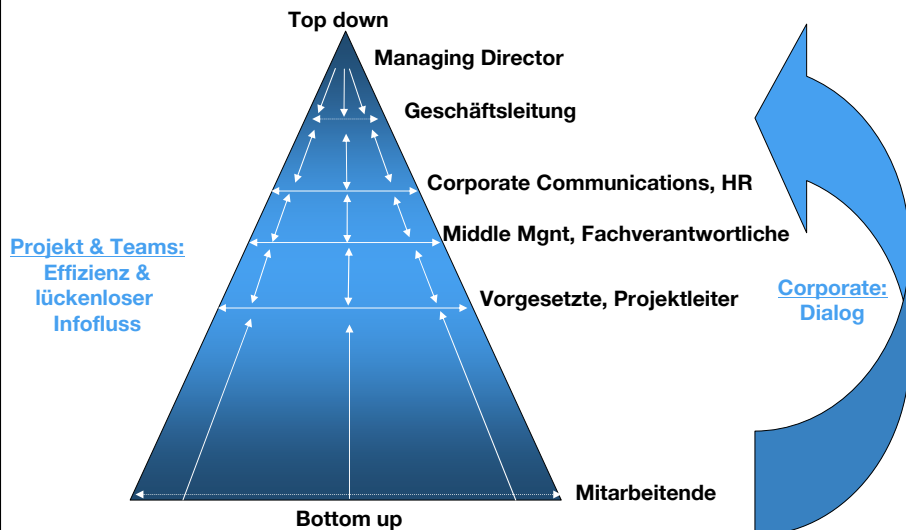 Top down
Managing Director
Geschäftsleitung
Corporate Communications, HR
Middle Mgnt, Fachverantwortliche
Projekt & Teams:
Effizienz &
lückenloser
Infofluss
Vorgesetzte, Projektleiter
Corporate:
Dialog
Mitarbeitende
Bottom up